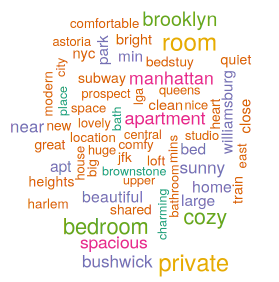 comfortable brooklyn
astoria bright room
nyc park min bedstuy
city subway manhattan quiet
modern place prospect lga queens williamsburg
space bath clean nice heart close
near new lovely apartment
great location central studio
house huge comfy mins east
apt big jfk loft bed sunny
heights brownstone bathroom home train
upper
harlem beautiful shared charming large
bedroom cozy
spacious
bushwick private